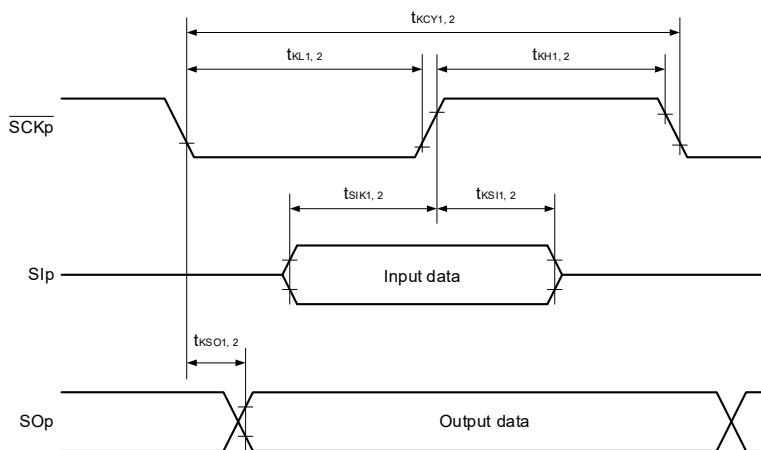 tKCY1, 2
tKL1, 2
tKH1, 2
SCKp
tSIK1, 2
tKSI1, 2
SIp
Input data
tKSO1, 2
SOp
Output data